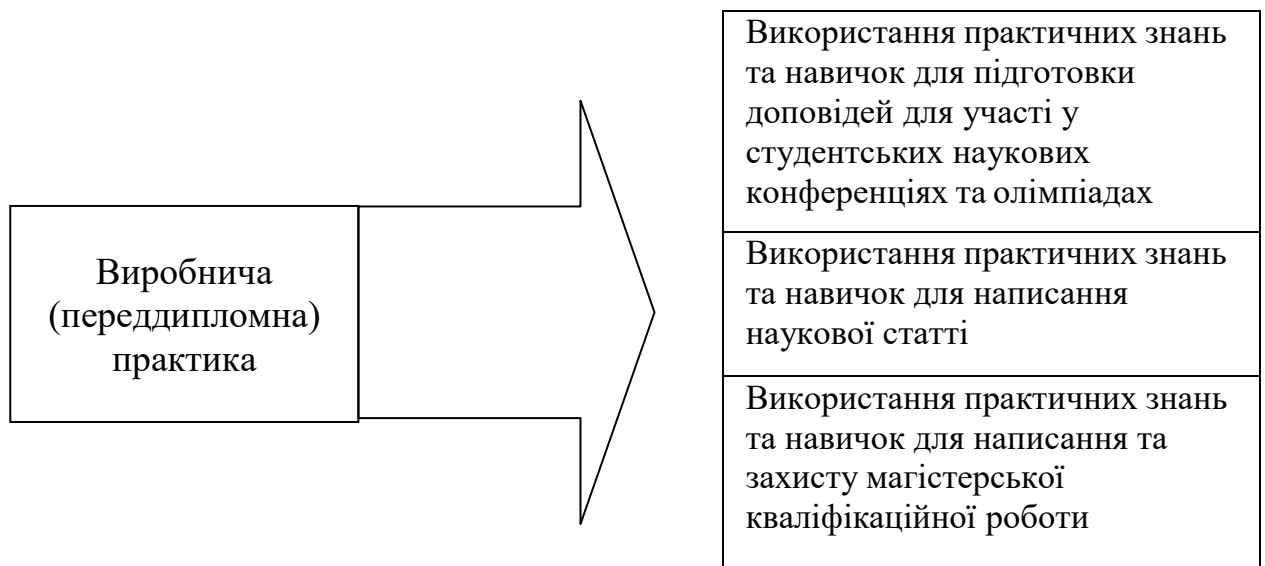 Виробнича
(переддипломна)
практика
Використання практичних знань
та навичок для підготовки
доповідей для участі у
студентських наукових
конференціях та олімпіадах
Використання практичних знань
та навичок для написання
наукової статті
Використання практичних знань
та навичок для написання та
захисту магістерської
кваліфікаційної роботи